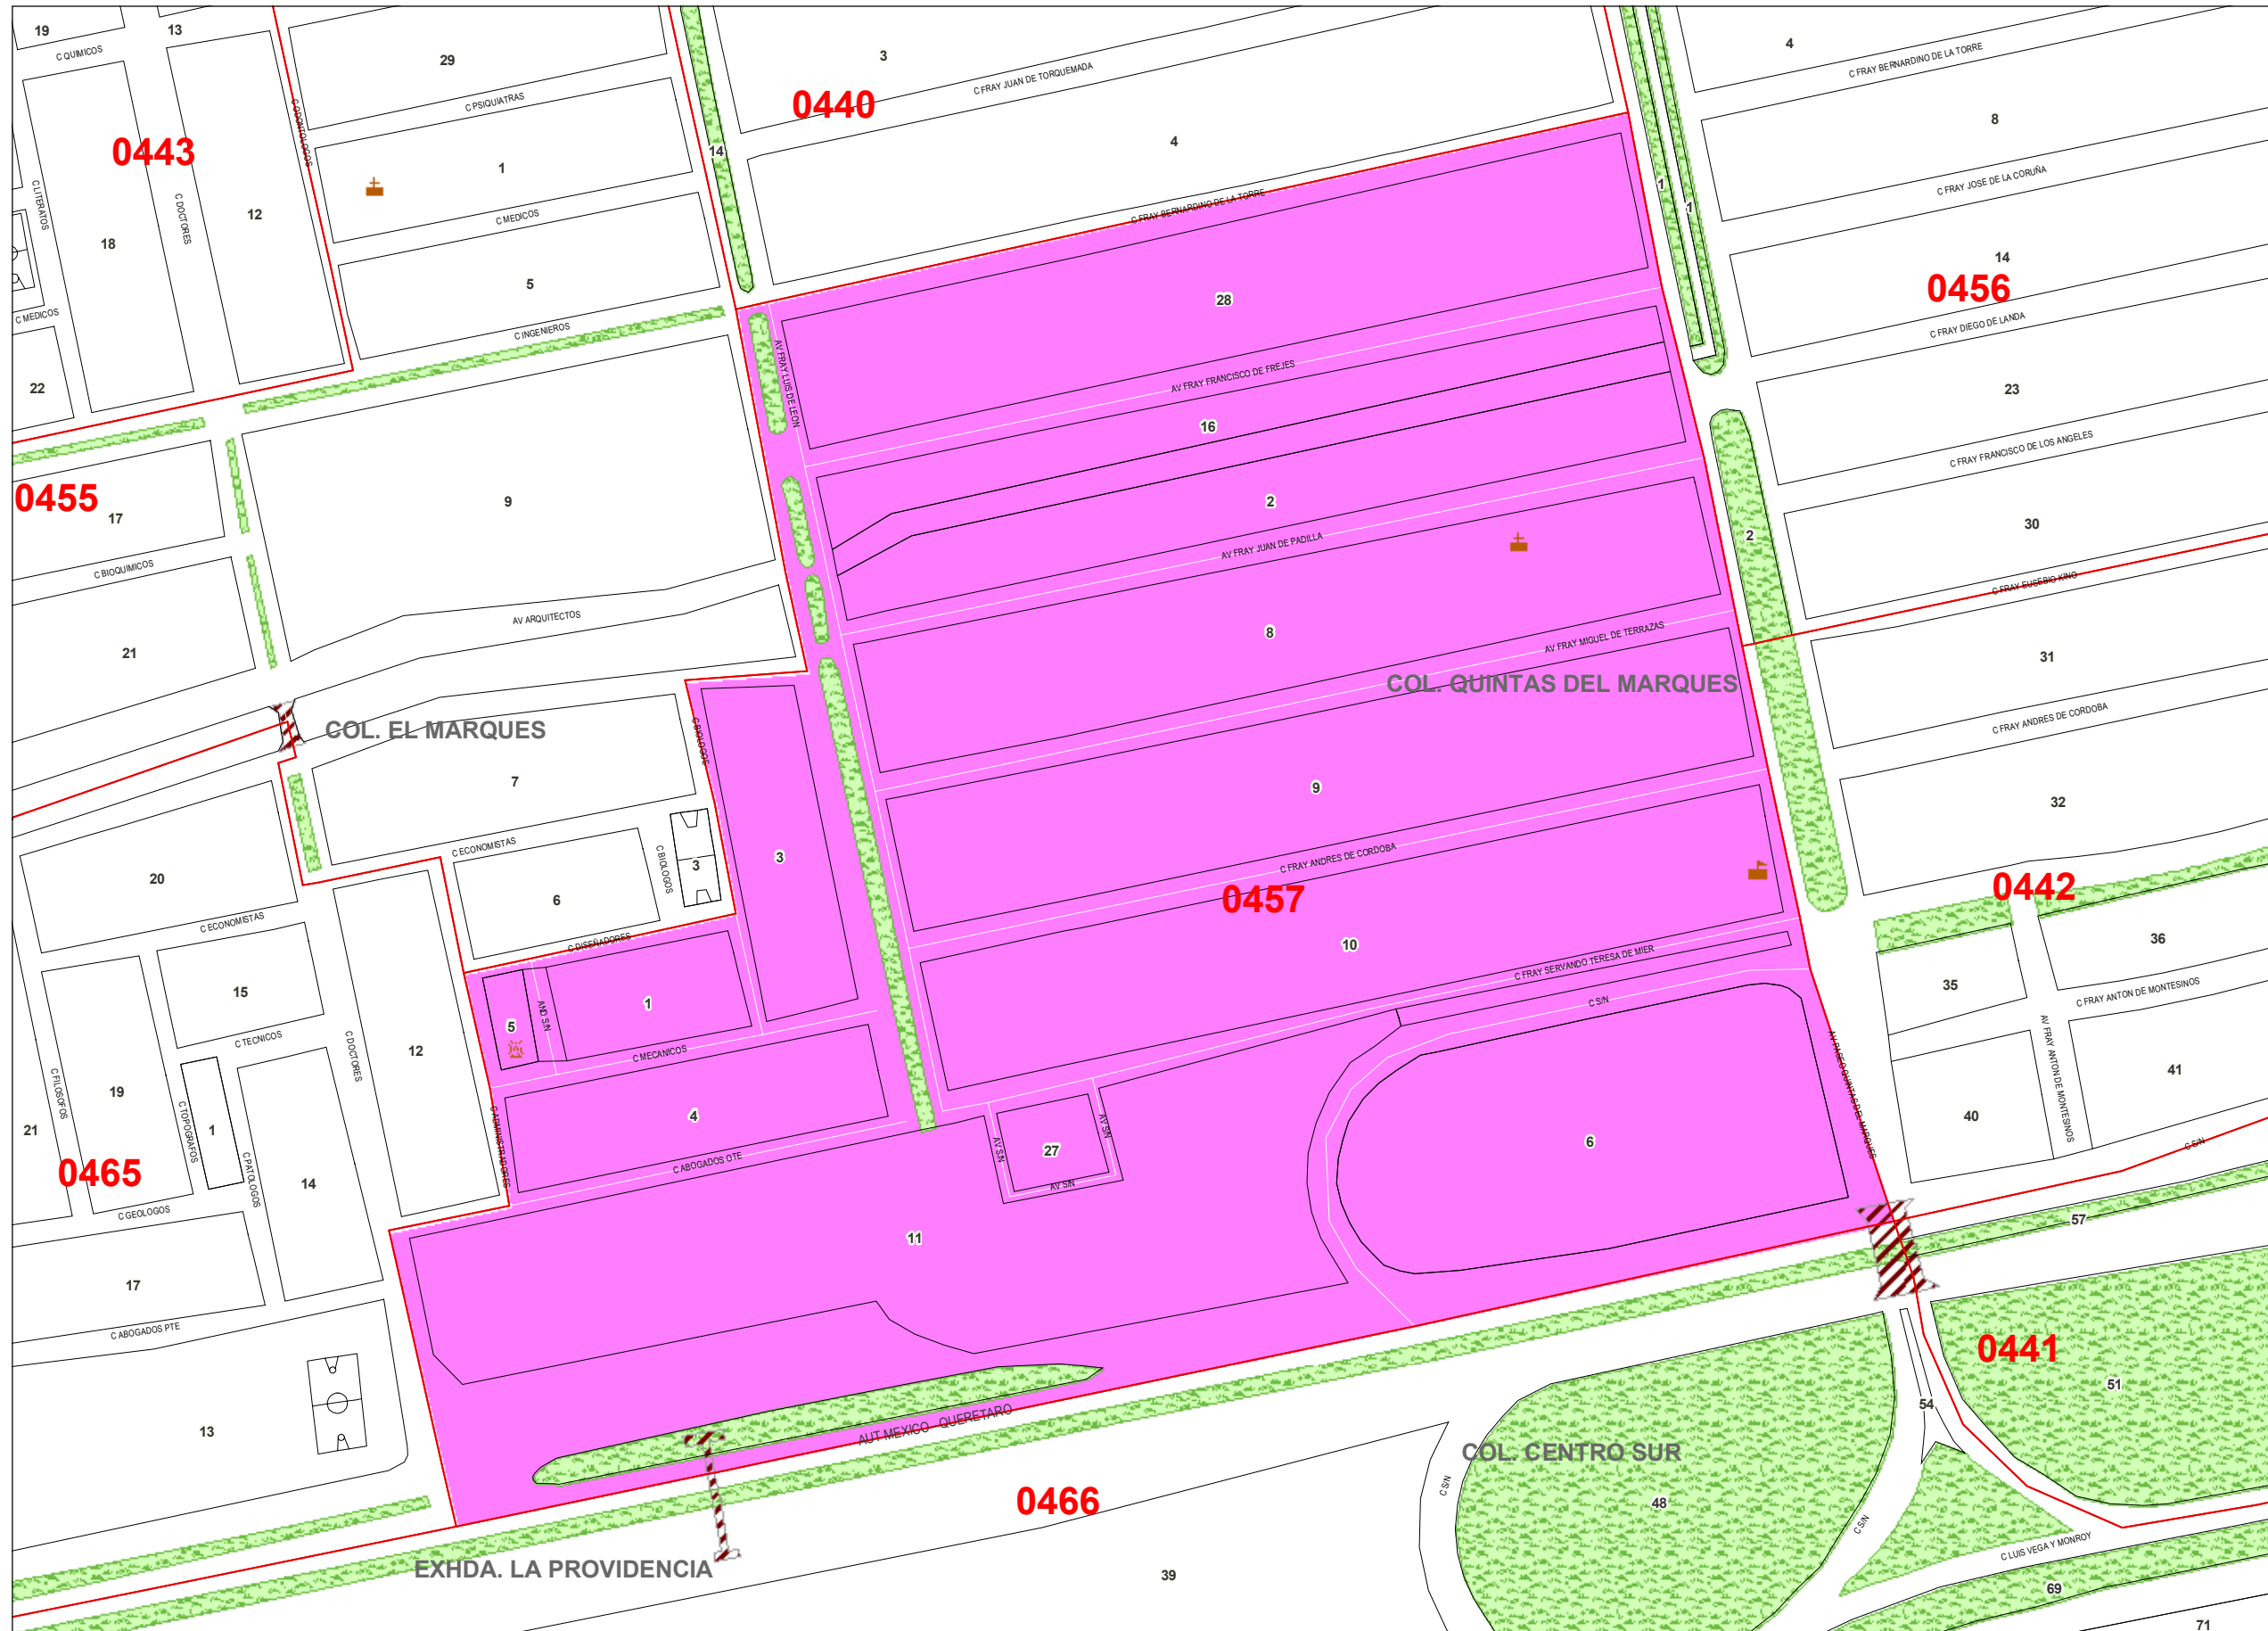 19
13
C QUIMICOS
29
3
4
C FRAY BERNARDINO DE LA TORRE
C FRAY JUAN DE TORQUEMADA
0440
C PSIQUIATRAS
8
C ODONTOLOGOS
0443
14
4
1
C FRAY JOSE DE LA CORUÑA
1
1
C LITERATOS
C DOCTORES
12
18
C MEDICOS
C FRAY BERNARDINO DE LA TORRE
14
0456
5
28
C MEDICOS
C INGENIEROS
C FRAY DIEGO DE LANDA
AV FRAY LUIS DE LEON
AV FRAY FRANCISCO DE FREJES
22
23
16
C FRAY FRANCISCO DE LOS ANGELES
0455
17
9
2
30
2
AV FRAY JUAN DE PADILLA
C BIOQUIMICOS
C FRAY EUSEBIO KINO
AV ARQUITECTOS
8
AV FRAY MIGUEL DE TERRAZAS
21
31
COL. QUINTAS DEL MARQUES
COL. EL MARQUES
C BIOLOGOS
C FRAY ANDRES DE CORDOBA
7
9
32
C ECONOMISTAS
C BIOLOGOS
3
3
C FRAY ANDRES DE CORDOBA
20
6
0457
0442
C ECONOMISTAS
C DISEÑADORES
10
36
C FRAY SERVANDO TERESA DE MIER
15
35
C FRAY ANTON DE MONTESINOS
1
AND S/N
5
C S/N
C TECNICOS
C MECANICOS
C DOCTORES
12
AV PASEO QUINTAS DEL MARQUES
AV FRAY ANTON DE MONTESINOS
C FILOSOFOS
19
C TOPOGRAFOS
1
4
21
41
40
C ADMINISTRADORES
AV S/N
AV S/N
27
6
C S/N
0465
C PATOLOGOS
14
C ABOGADOS OTE
AV S/N
C GEOLOGOS
57
11
17
C ABOGADOS PTE
0441
51
13
54
AUT MEXICO - QUERETARO
COL. CENTRO SUR
C S/N
0466
48
C S/N
C LUIS VEGA Y MONROY
EXHDA. LA PROVIDENCIA
39
69
71